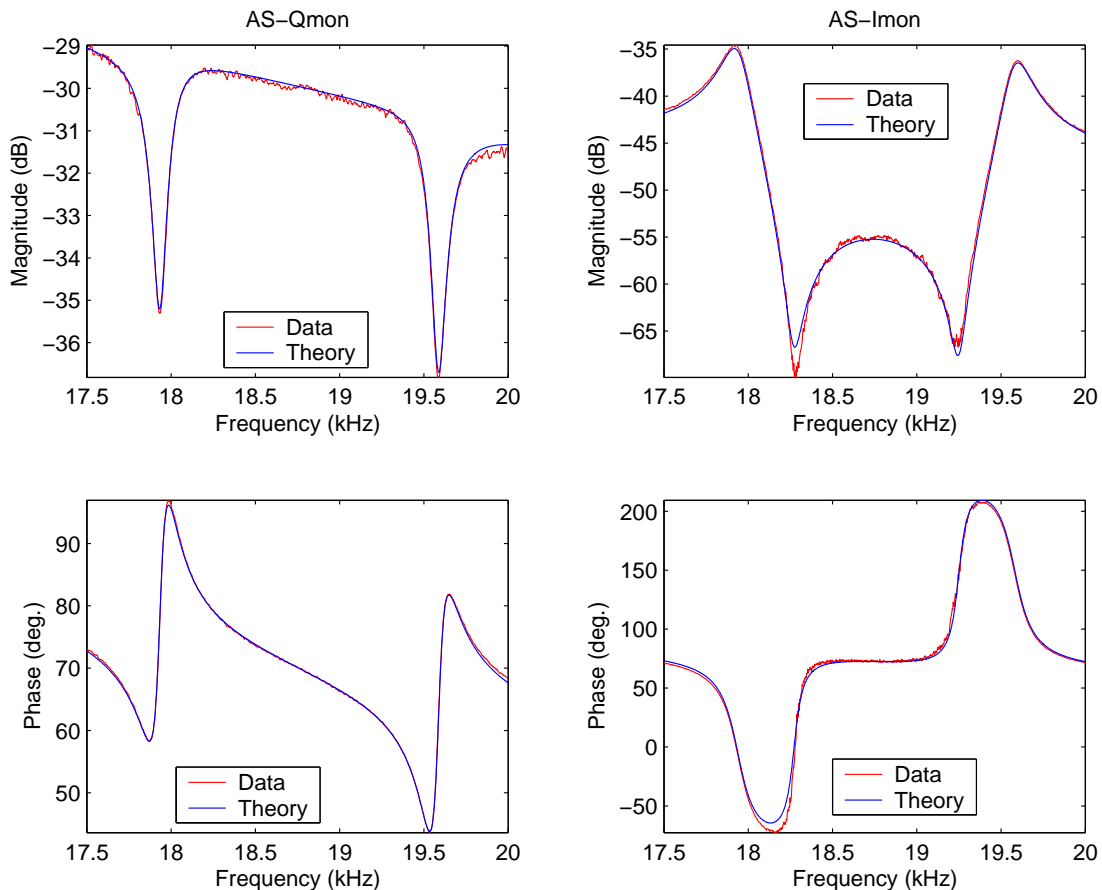 AS−Qmon
−29
−30
−31
−32
−33
−34
−35
−36
Magnitude (dB)
Data
Theory
17.5 18 18.5 19 19.5 20
Frequency (kHz)
AS−Imon
−35
−40
−45
−50
−55
−60
−65
Magnitude (dB)
Data
Theory
17.5 18 18.5 19 19.5 20
Frequency (kHz)
90
80
70
60
50
Phase (deg.)
Data
Theory
17.5 18 18.5 19 19.5 20
Frequency (kHz)
200
150
100
50
0
−50
Phase (deg.)
Data
Theory
17.5 18 18.5 19 19.5 20
Frequency (kHz)